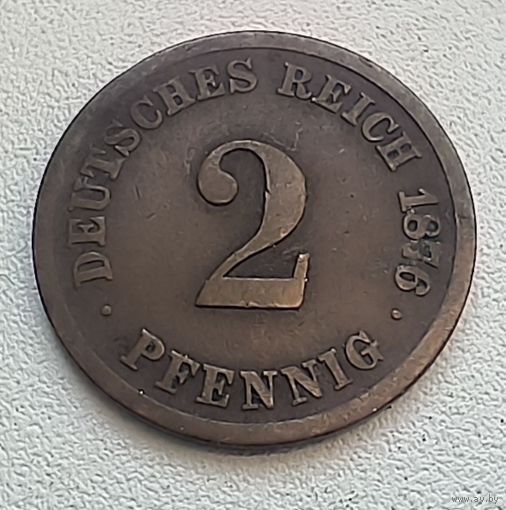 DEUTSCHES REICH 1876
2
PFENNIG
www.ay.by